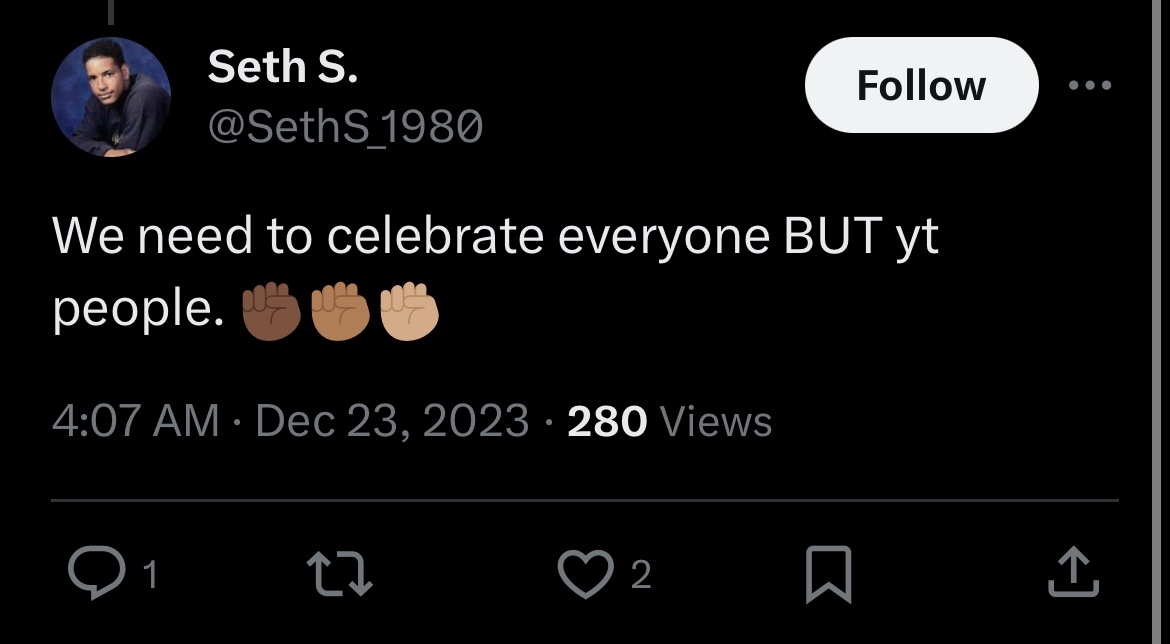 Seth S.
@SethS_1980
Follow
We need to celebrate everyone BUT yt
people. ✊🏾✊🏽✊🏼
4:07 AM · Dec 23, 2023 · 280 Views
1
2